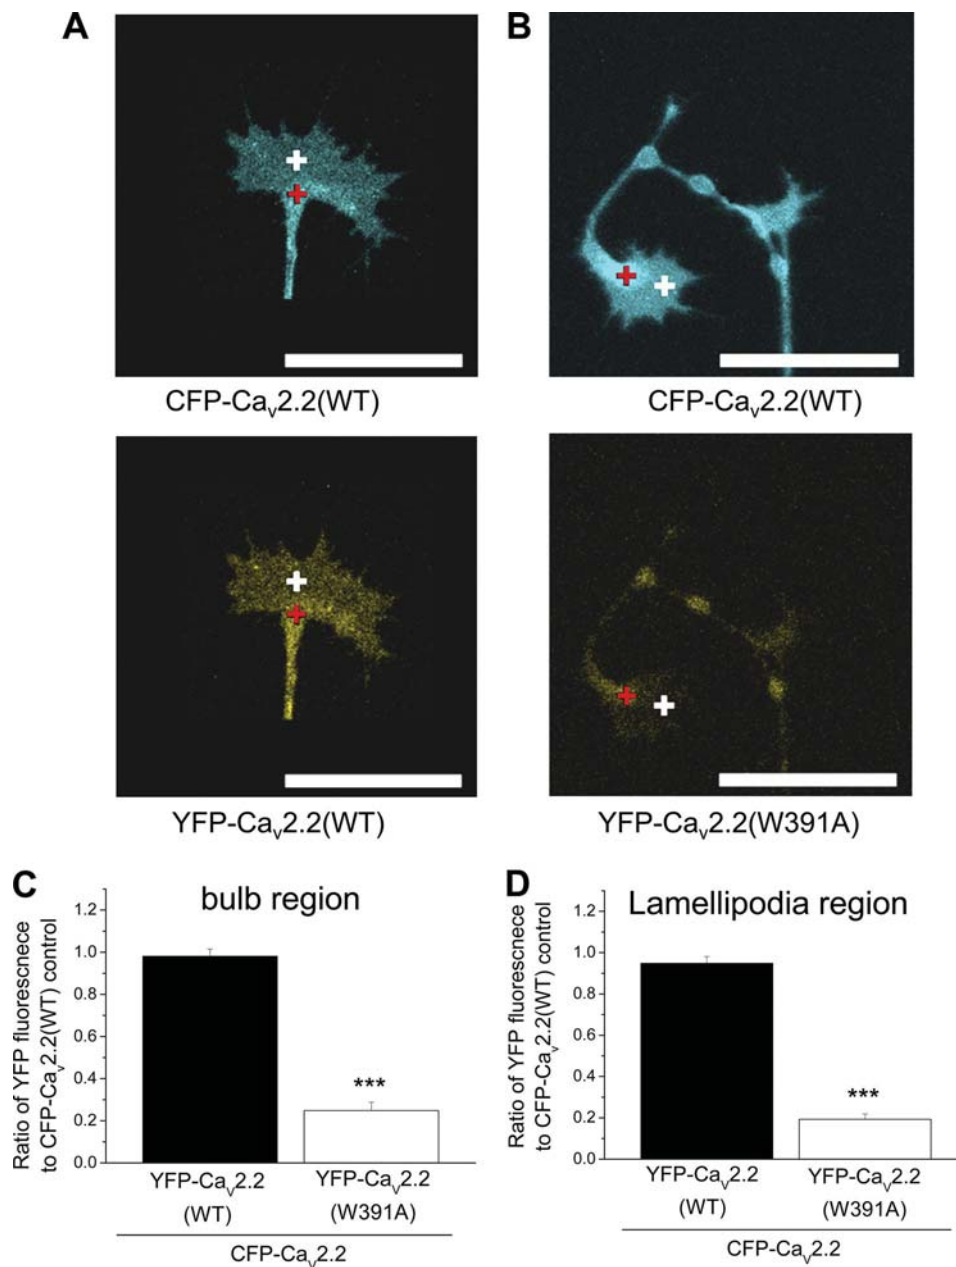 A
B
CFP-Caᵥ2.2(WT)
CFP-Caᵥ2.2(WT)
YFP-Caᵥ2.2(WT)
YFP-Caᵥ2.2(W391A)
C
bulb region
Ratio of YFP fluorescnece
to CFP-Caᵥ2.2(WT) control
1.2
1.0
0.8
0.6
0.4
0.2
0.0
***
YFP-Caᵥ2.2
(WT)
YFP-Caᵥ2.2
(W391A)
CFP-Caᵥ2.2
D
Lamellipodia region
Ratio of YFP fluorescnece
to CFP-Caᵥ2.2(WT) control
1.2
1.0
0.8
0.6
0.4
0.2
0.0
***
YFP-Caᵥ2.2
(WT)
YFP-Caᵥ2.2
(W391A)
CFP-Caᵥ2.2